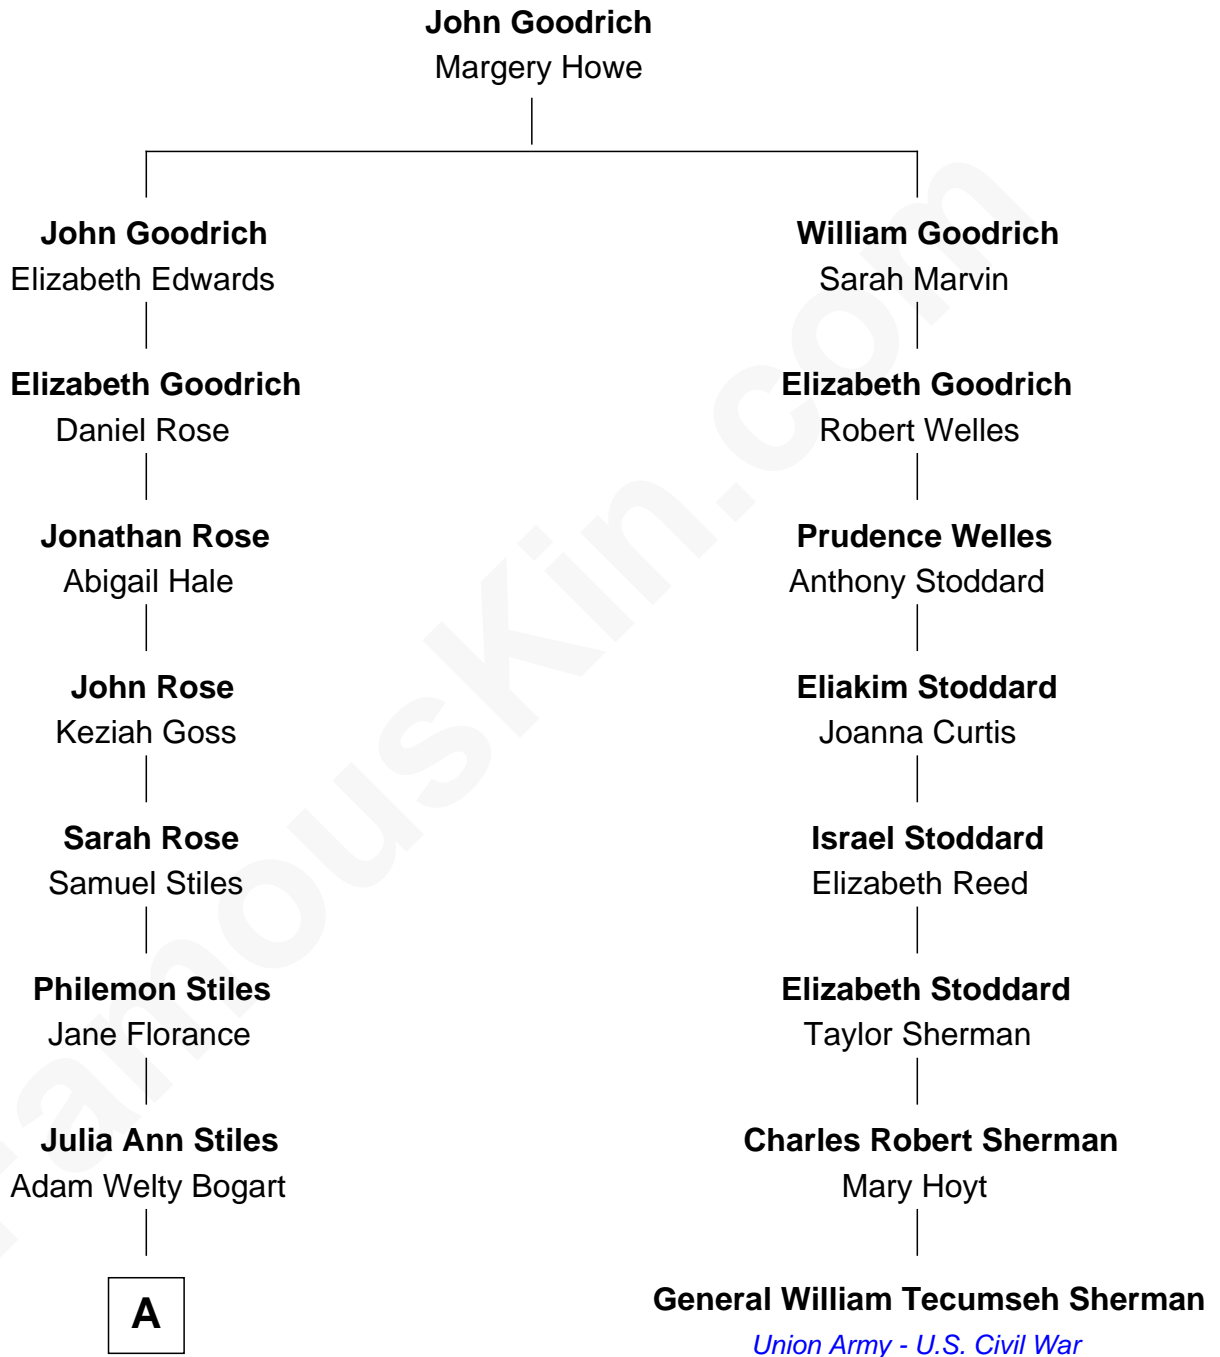 John Goodrich
Margery Howe
John Goodrich
Elizabeth Edwards
William Goodrich
Sarah Marvin
Elizabeth Goodrich
Daniel Rose
Elizabeth Goodrich
Robert Welles
Jonathan Rose
Abigail Hale
Prudence Welles
Anthony Stoddard
John Rose
Keziah Goss
Eliakim Stoddard
Joanna Curtis
Sarah Rose
Samuel Stiles
Israel Stoddard
Elizabeth Reed
Philemon Stiles
Jane Florance
Elizabeth Stoddard
Taylor Sherman
Julia Ann Stiles
Adam Welty Bogart
Charles Robert Sherman
Mary Hoyt
A
General William Tecumseh Sherman
Union Army - U.S. Civil War
FamousKin.com